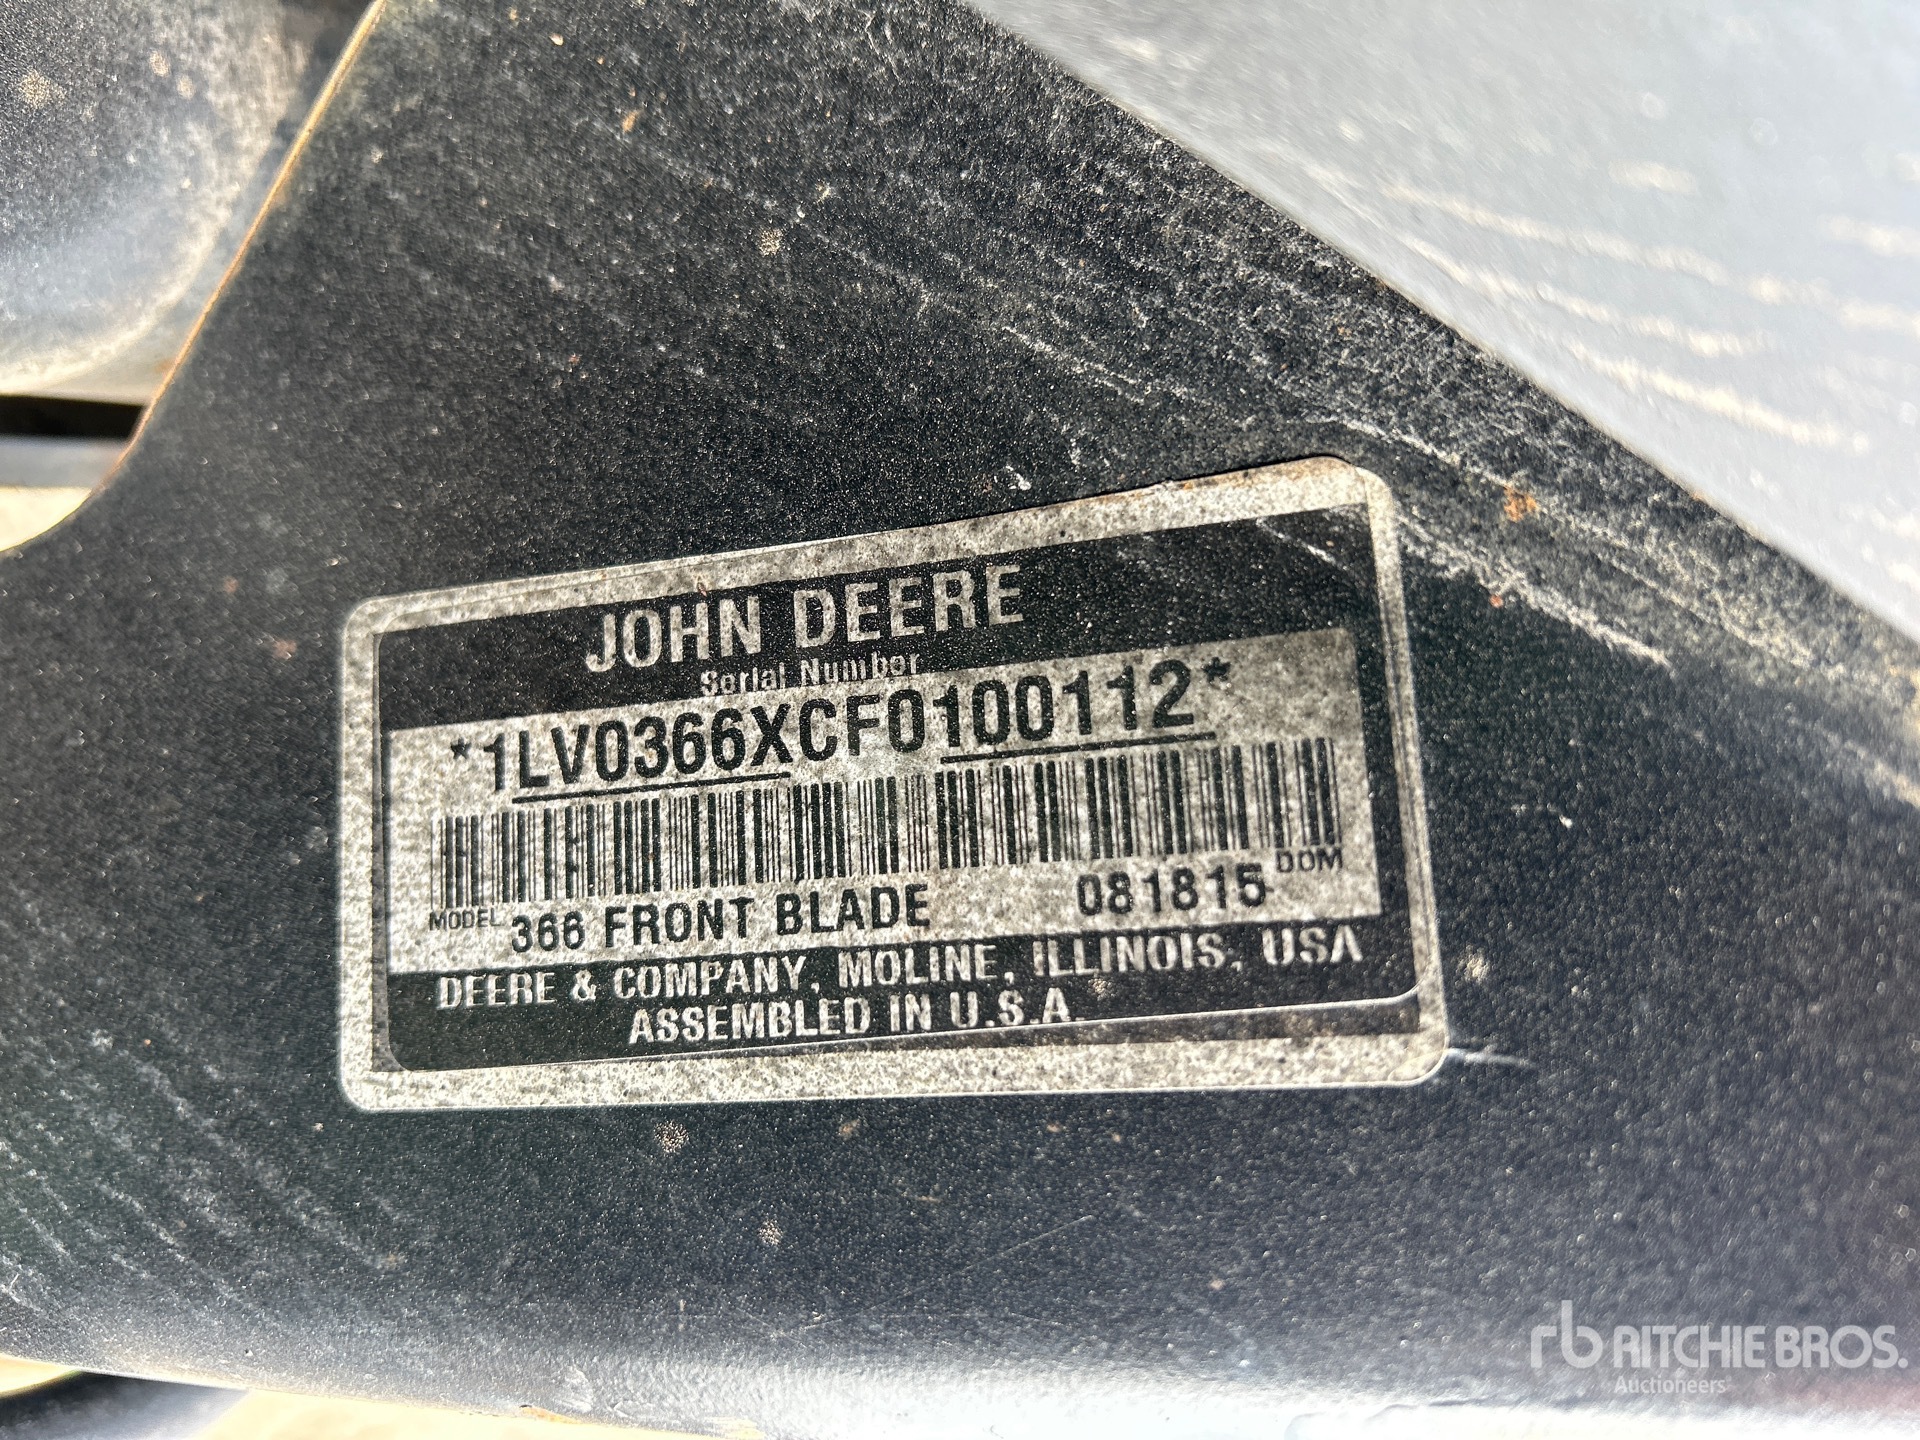 JOHN DEERE
Serial Number
*1LV0366XCF0100112*
DOM
MODEL 366 FRONT BLADE 081815
DEERE & COMPANY, MOLINE, ILLINOIS, USA
ASSEMBLED IN U.S.A.
rb RITCHIE BROS.
Auctioneers